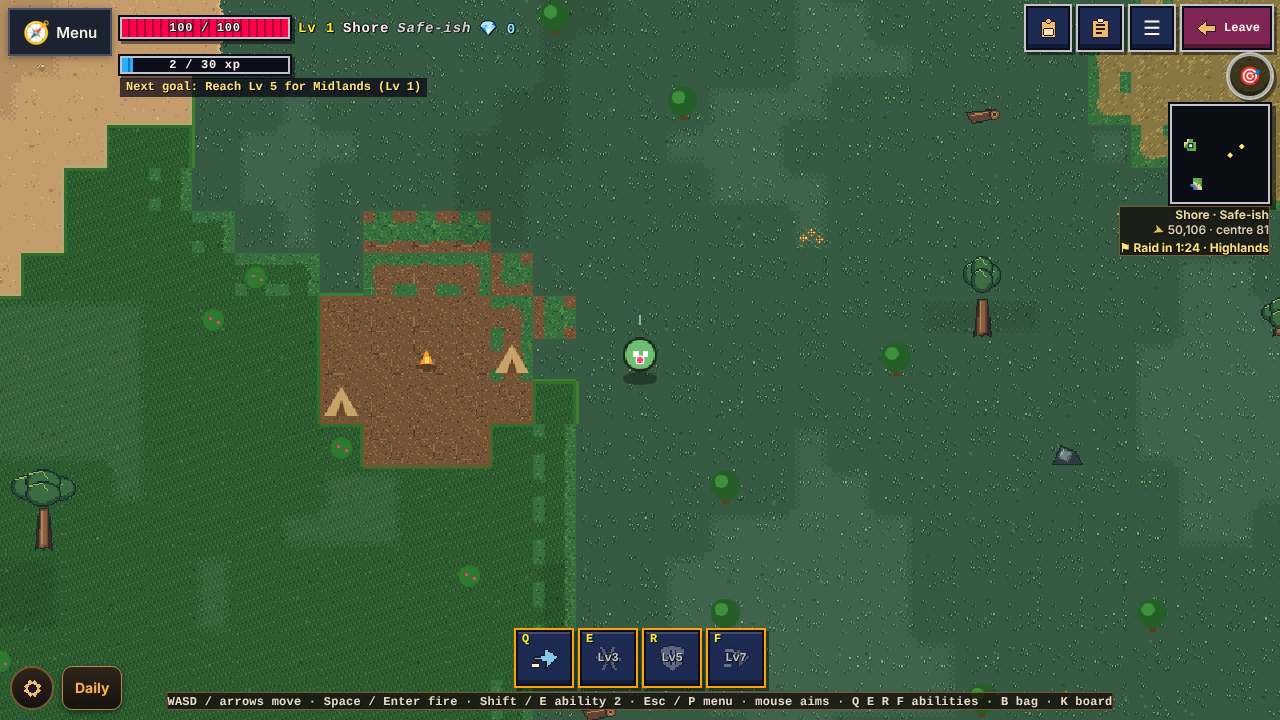 Menu
100 / 100
Lv 1 Shore Safe-ish 💎 0
Leave
2 / 30 xp
Next goal: Reach Lv 5 for Midlands (Lv 1)
Shore · Safe-ish
50,106 · centre 81
Raid in 1:24 · Highlands
Q
E
R
F
Lv3
Lv5
Lv7
Daily
WASD / arrows move · Space / Enter fire · Shift / E ability 2 · Esc / P menu · mouse aims · Q E R F abilities · B bag · K board